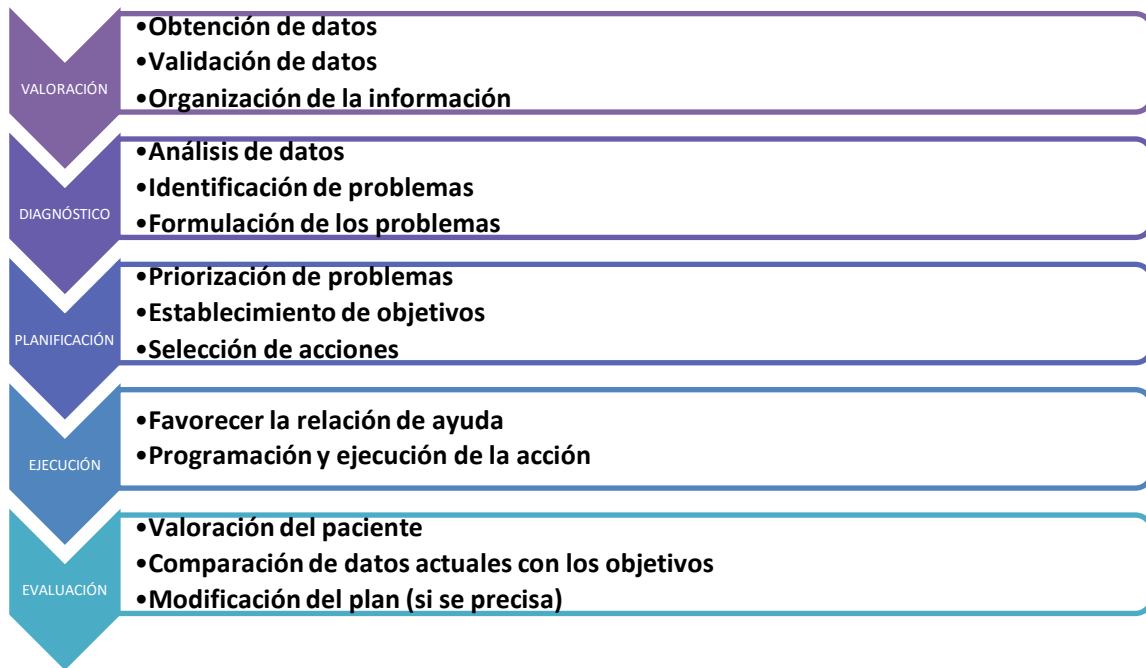 VALORACIÓN
•Obtención de datos
•Validación de datos
•Organización de la información
DIAGNÓSTICO
•Análisis de datos
•Identificación de problemas
•Formulación de los problemas
PLANIFICACIÓN
•Priorización de problemas
•Establecimiento de objetivos
•Selección de acciones
EJECUCIÓN
•Favorecer la relación de ayuda
•Programación y ejecución de la acción
EVALUACIÓN
•Valoración del paciente
•Comparación de datos actuales con los objetivos
•Modificación del plan (si se precisa)